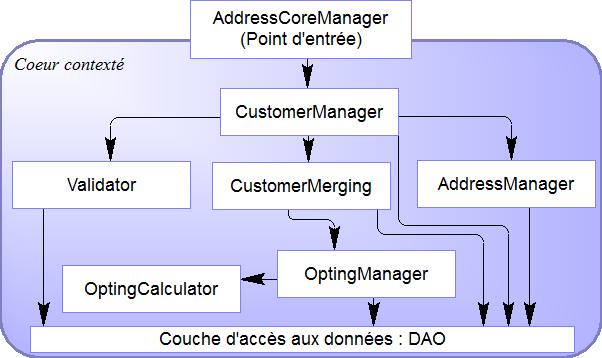 AddressCoreManager
(Point d'entrée)
Coeur contexté
CustomerManager
Validator
CustomerMerging
AddressManager
OptingManager
OptingCalculator
Couche d'accès aux données : DAO